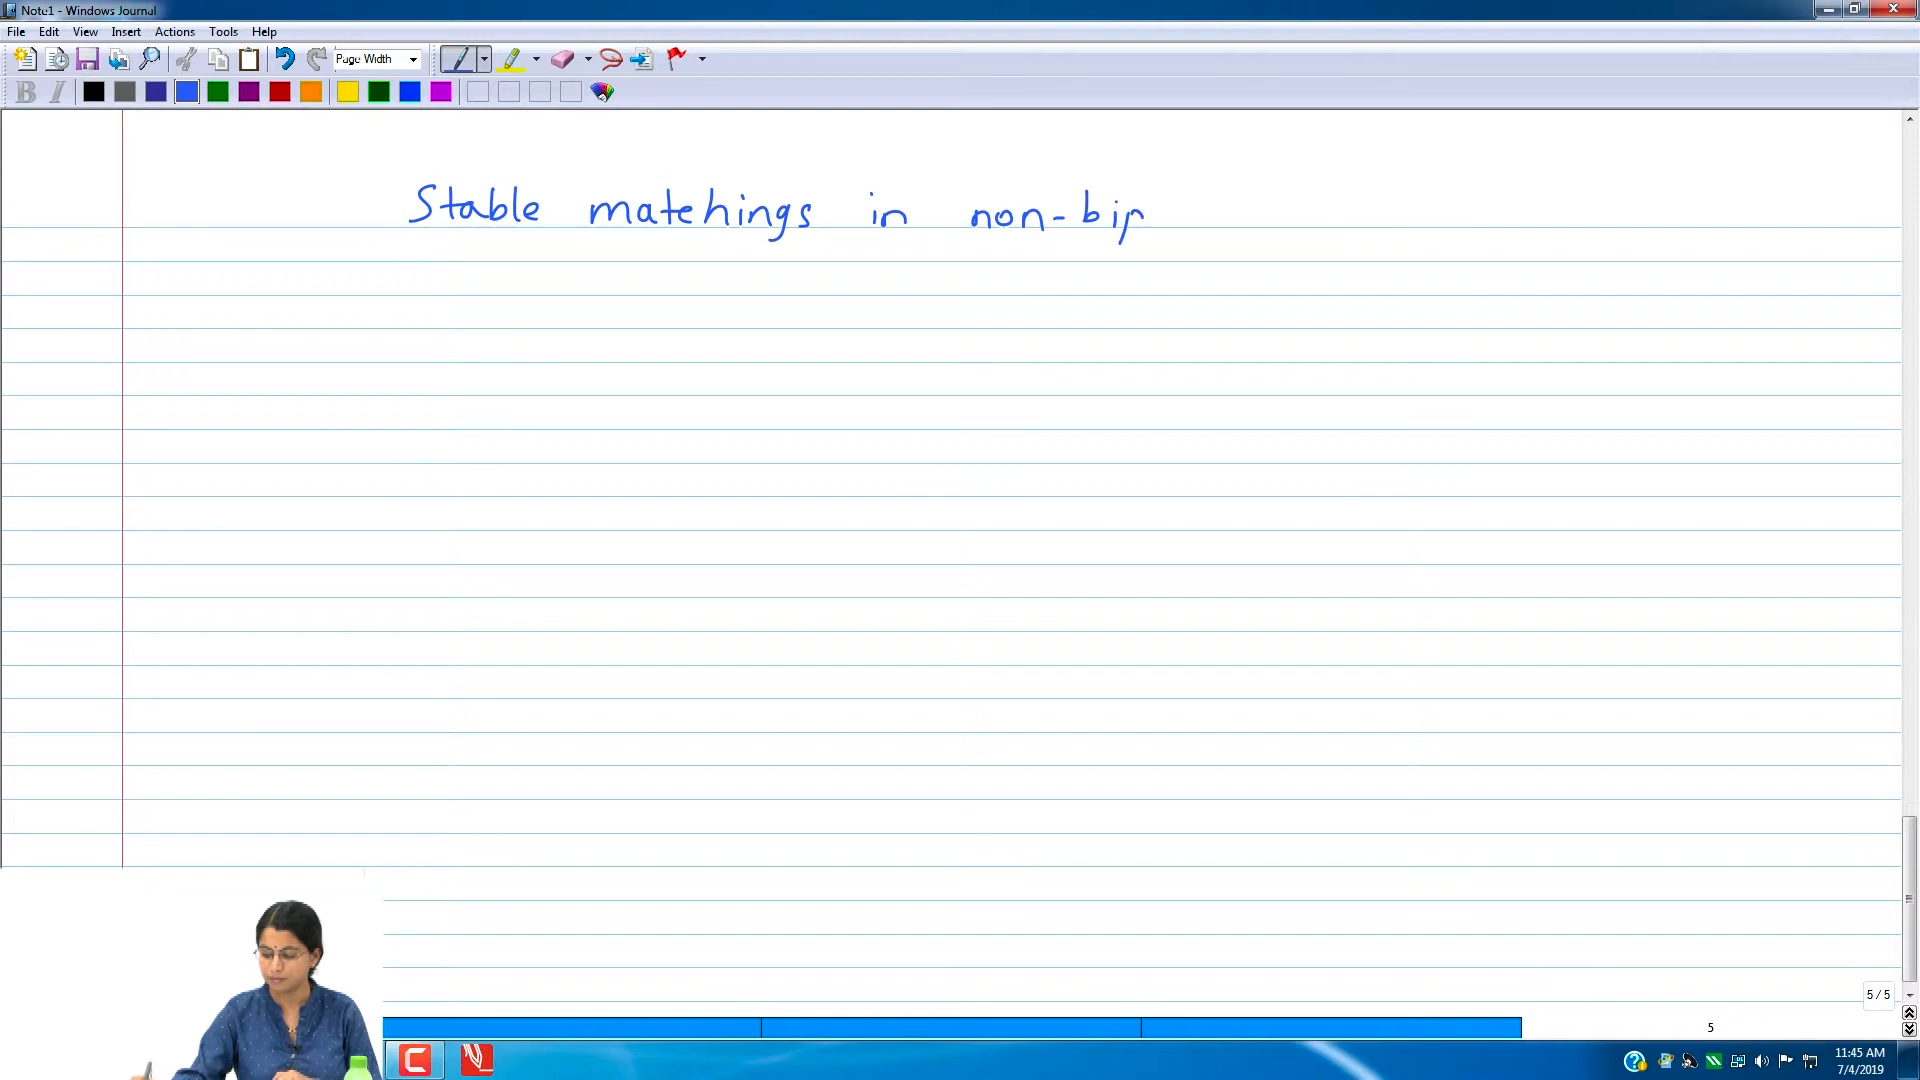 Note1 - Windows Journal
File Edit View Insert Actions Tools Help
Page Width
B I
Stable matchings in non-bip
5 / 5
5
11:45 AM
7/4/2019